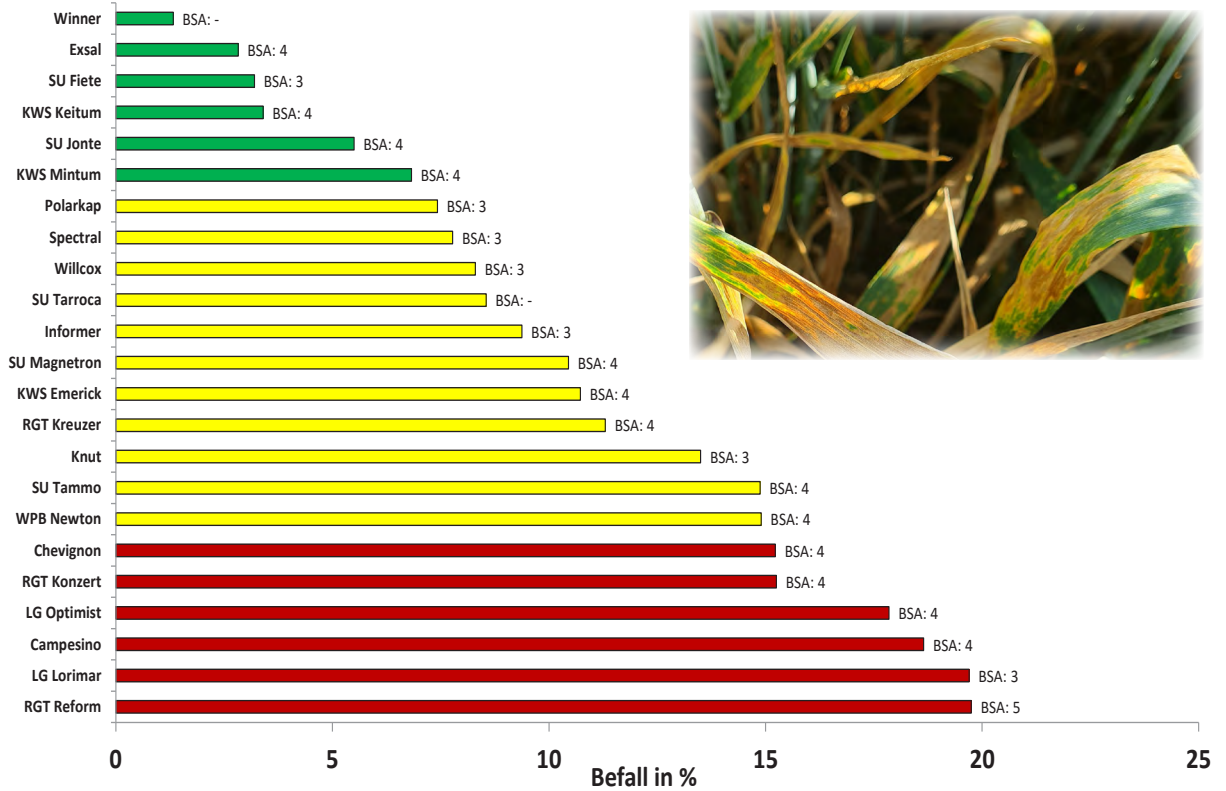 Winner BSA: -
Exsal BSA: 4
SU Fiete BSA: 3
KWS Keitum BSA: 4
SU Jonte BSA: 4
KWS Mintum BSA: 4
Polarkap BSA: 3
Spectral BSA: 3
Willcox BSA: 3
SU Tarroca BSA: -
Informer BSA: 3
SU Magnetron BSA: 4
KWS Emerick BSA: 4
RGT Kreuzer BSA: 4
Knut BSA: 3
SU Tammo BSA: 4
WPB Newton BSA: 4
Chevignon BSA: 4
RGT Konzert BSA: 4
LG Optimist BSA: 4
Campesino BSA: 4
LG Lorimar BSA: 3
RGT Reform BSA: 5
0 5 10 15 20 25
Befall in %